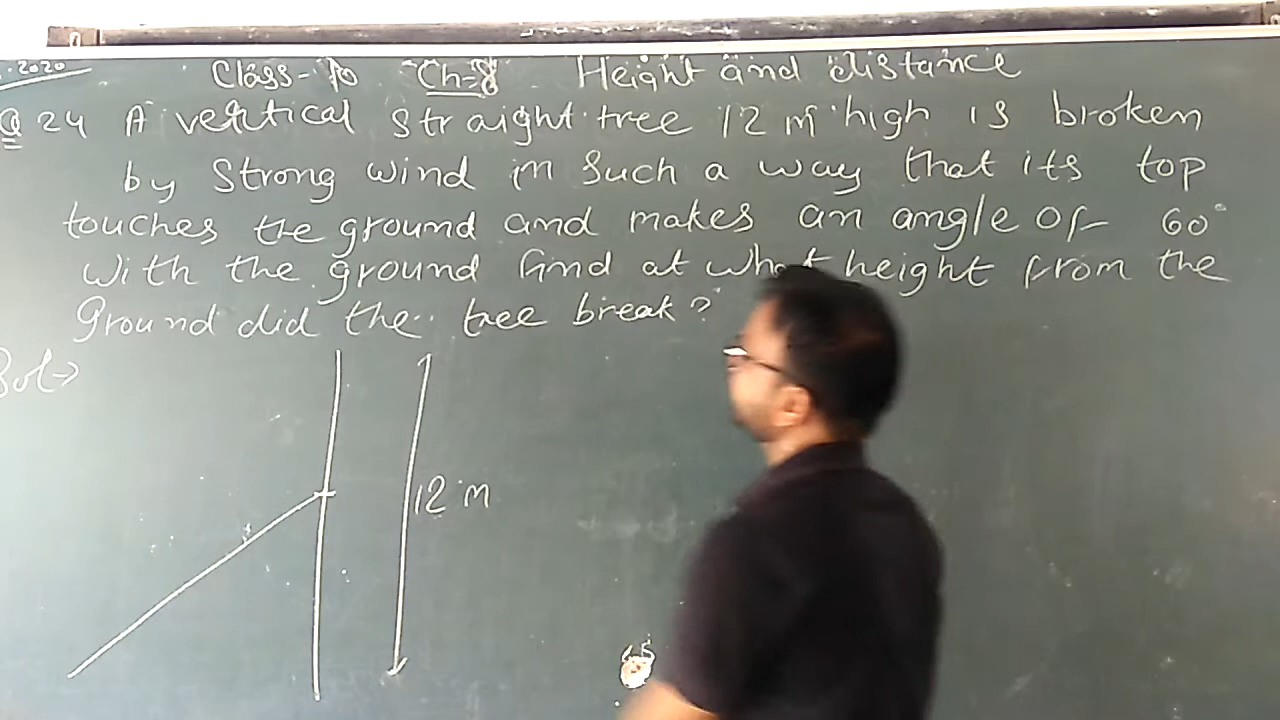 .2020
Class-10 Ch=8 Height and distance
Q 24 A vertical straight tree 12 m high is broken
by strong wind in such a way that its top
touches the ground and makes an angle of 60°
with the ground find at what height from the
ground did the tree break?
Sol→
12 m